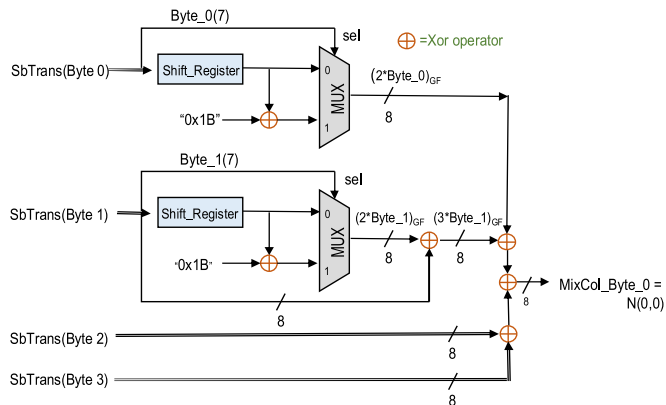 Byte_0(7)
sel
=Xor operator
SbTrans(Byte 0)
Shift_Register
0
MUX
1
(2*Byte_0)GF
8
“0x1B”
Byte_1(7)
sel
SbTrans(Byte 1)
Shift_Register
0
MUX
1
(2*Byte_1)GF
8
(3*Byte_1)GF
8
“0x1B”
8
8
MixCol_Byte_0 =
N(0,0)
SbTrans(Byte 2)
8
SbTrans(Byte 3)
8